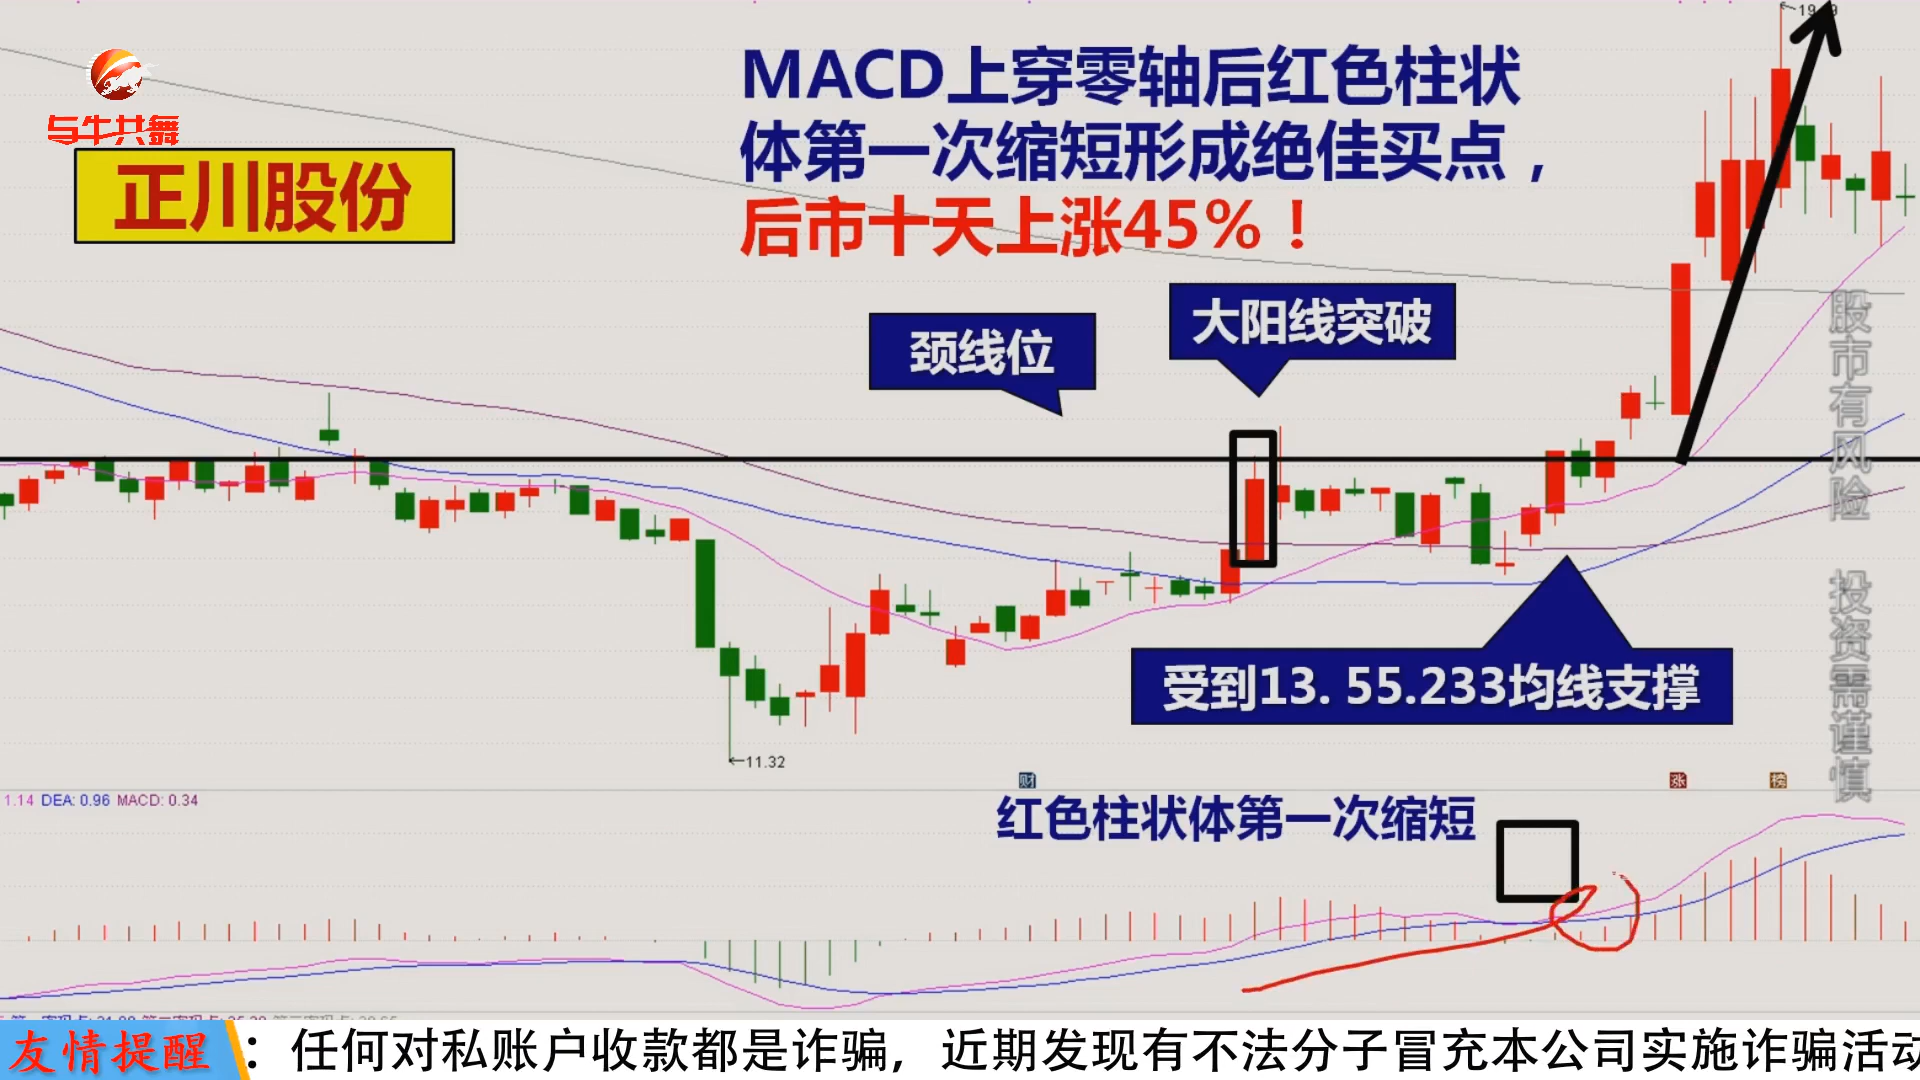 19.
MACD上穿零轴后红色柱状
体第一次缩短形成绝佳买点，
后市十天上涨45%！
与牛共舞
正川股份
颈线位
大阳线突破
股市有风险 投资需谨慎
受到13. 55.233均线支撑
←11.32
财
涨
榜
1.14 DEA: 0.96 MACD: 0.34
红色柱状体第一次缩短
友情提醒：任何对私账户收款都是诈骗，近期发现有不法分子冒充本公司实施诈骗活动